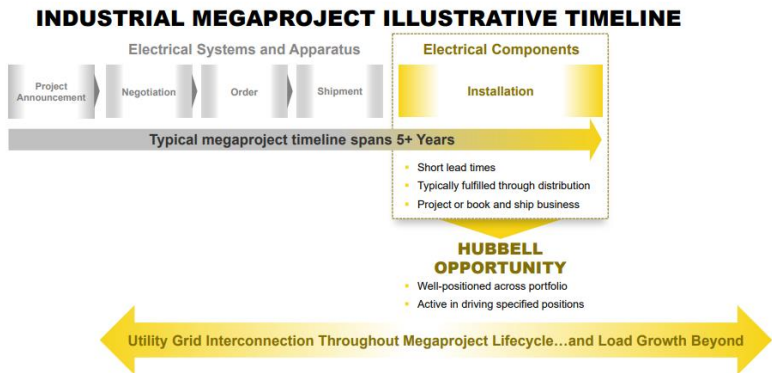 INDUSTRIAL MEGAPROJECT ILLUSTRATIVE TIMELINE
Electrical Systems and Apparatus
Electrical Components
Project
Announcement
Negotiation
Order
Shipment
Installation
Typical megaproject timeline spans 5+ Years
• Short lead times
• Typically fulfilled through distribution
• Project or book and ship business
HUBBELL
OPPORTUNITY
• Well-positioned across portfolio
• Active in driving specified positions
Utility Grid Interconnection Throughout Megaproject Lifecycle…and Load Growth Beyond